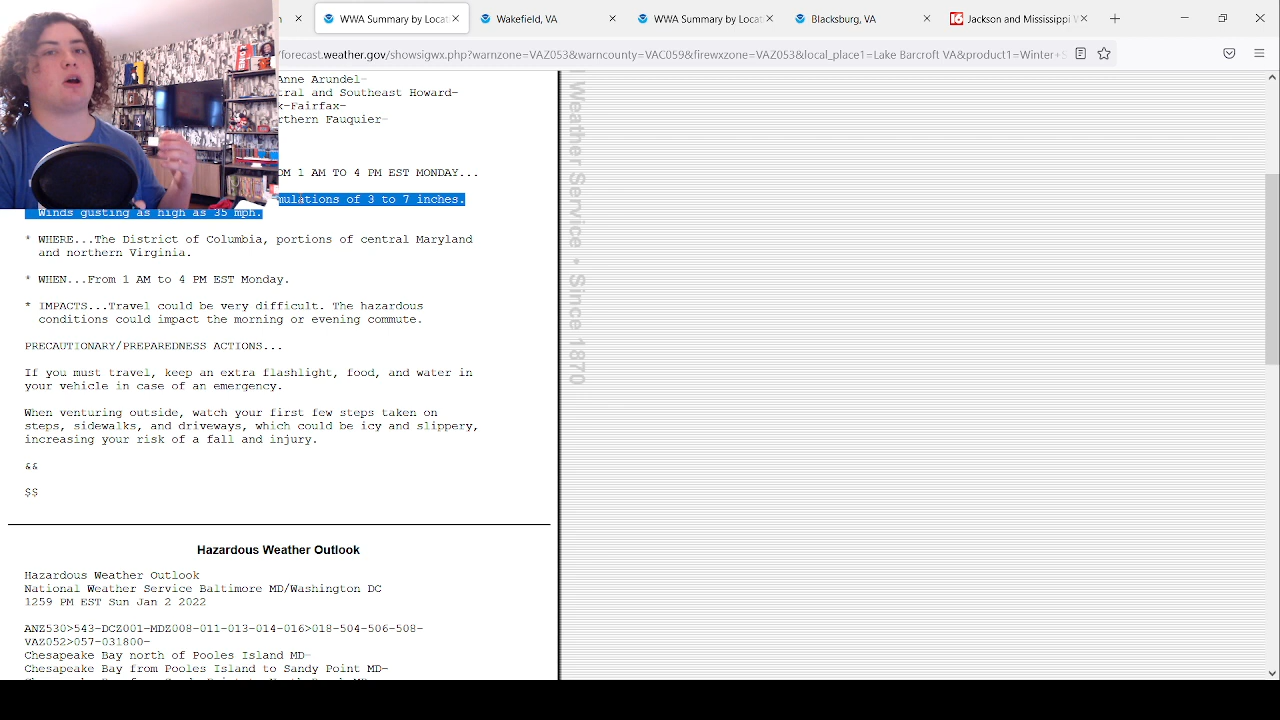 WWA Summary by Locat
Wakefield, VA
WWA Summary by Locat
Blacksburg, VA
Jackson and Mississippi V
forecast.weather.gov/showsigwx.php?warnzone=VAZ053&warncounty=VAC059&firewxzone=VAZ053&local_place1=Lake Barcroft VA&product1=Winter+S
Anne Arundel-
tral and Southeast Howard-
k-Fairfax-
rthern Fauquier-
OM 1 AM TO 4 PM EST MONDAY...
mulations of 3 to 7 inches.
Winds gusting as high as 35 mph.
* WHERE...The District of Columbia, portions of central Maryland
and northern Virginia.
* WHEN...From 1 AM to 4 PM EST Monday.
* IMPACTS...Travel could be very difficult. The hazardous
conditions could impact the morning or evening commute.
PRECAUTIONARY/PREPAREDNESS ACTIONS...
If you must travel, keep an extra flashlight, food, and water in
your vehicle in case of an emergency.
When venturing outside, watch your first few steps taken on
steps, sidewalks, and driveways, which could be icy and slippery,
increasing your risk of a fall and injury.
&&
$$
Hazardous Weather Outlook
Hazardous Weather Outlook
National Weather Service Baltimore MD/Washington DC
1259 PM EST Sun Jan 2 2022
ANZ530>543-DCZ001-MDZ008-011-013-014-016>018-504-506-508-
VAZ052>057-031800-
Chesapeake Bay north of Pooles Island MD-
Chesapeake Bay from Pooles Island to Sandy Point MD-
Weather Service • Since 1870